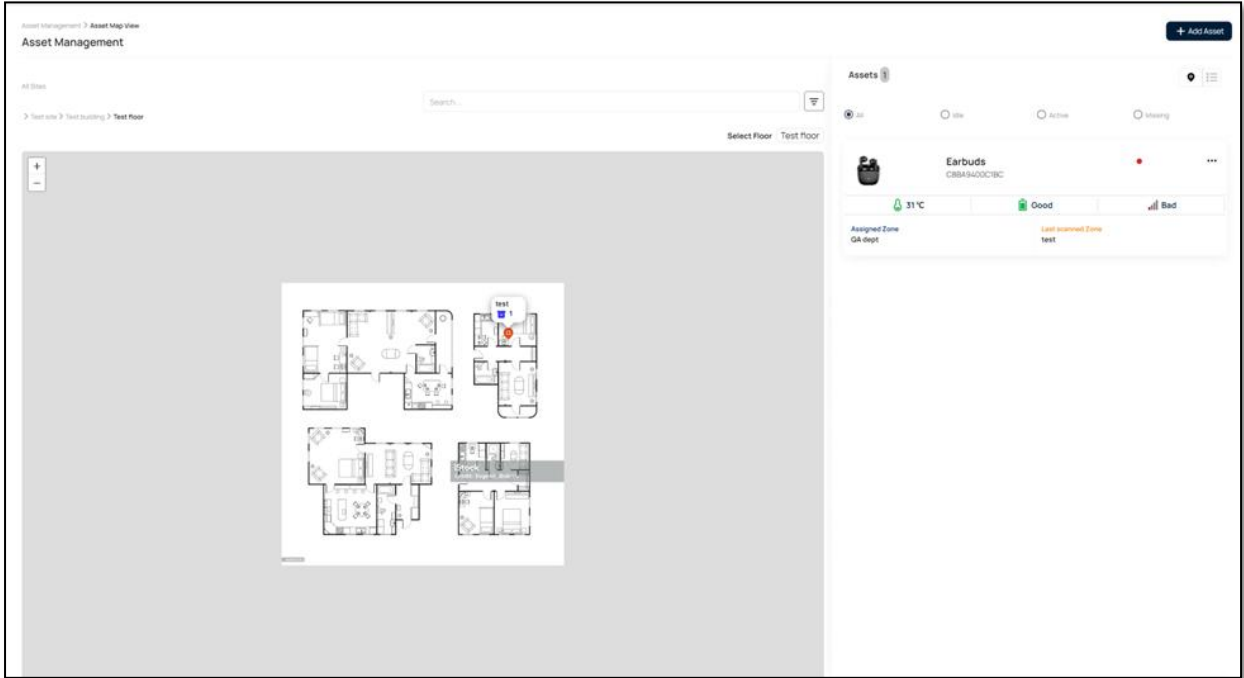 Asset Management > Asset Map View
Asset Management
+ Add Asset
All Sites
> Test site > Test building > Test floor
Search...
Select Floor Test floor
+
−
test
1
Stock
Assets 1
All Idle Active Missing
Earbuds
31 °C Good Bad
Assigned Zone Last scanned Zone
QA dept test